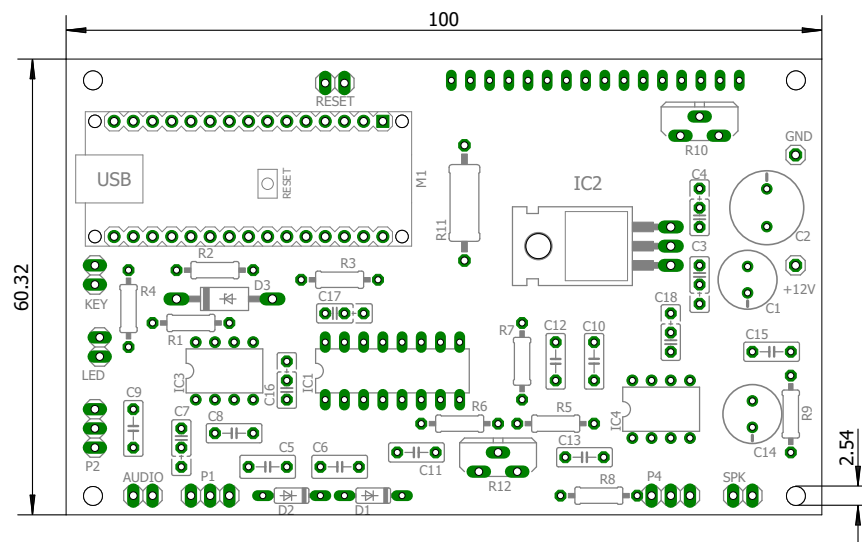 100
RESET
GND
R10
USB
RESET
M1
R11
IC2
C4
C2
C3
+12V
60.32
R2
R3
KEY
R4
D3
C1
C17
C18
R1
R7
C12
C10
C15
LED
IC3
C16
IC1
C9
C7
C8
R6
R5
IC4
R9
C14
P2
C5
C6
C11
C13
2.54
AUDIO
P1
R12
R8
P4
SPK
D2
D1